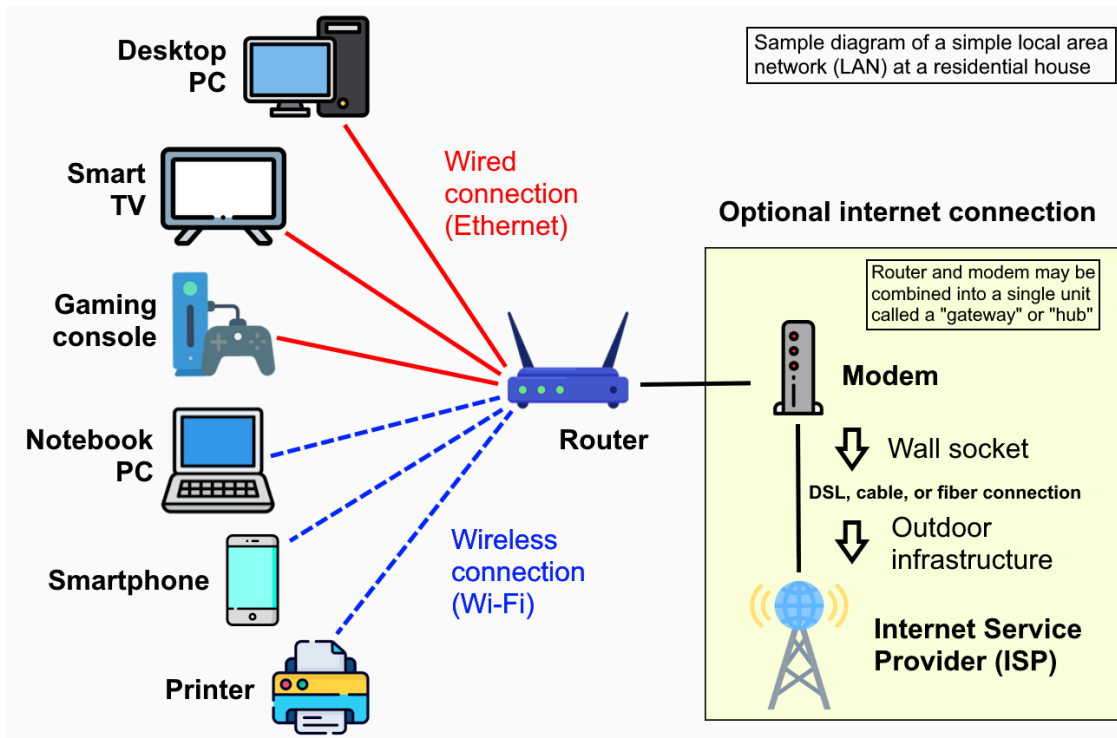 Desktop
PC
Sample diagram of a simple local area
network (LAN) at a residential house
Smart
TV
Wired
connection
(Ethernet)
Optional internet connection
Router and modem may be
combined into a single unit
called a "gateway" or "hub"
Gaming
console
Modem
Router
Notebook
PC
Wall socket
DSL, cable, or fiber connection
Outdoor
infrastructure
Smartphone
Wireless
connection
(Wi-Fi)
Internet Service
Provider (ISP)
Printer